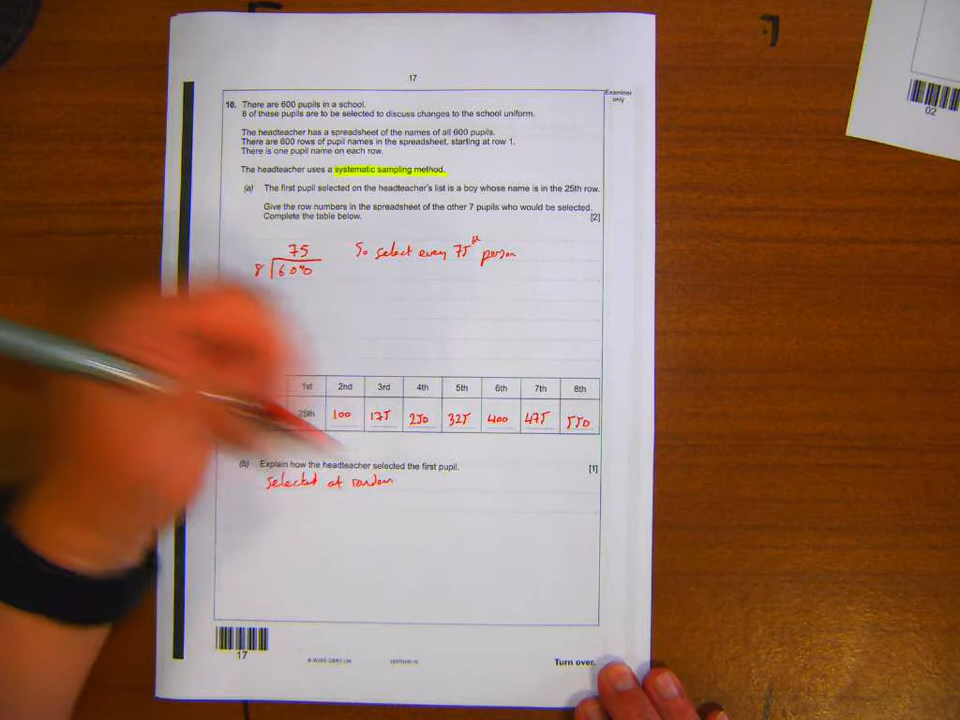 17
Examiner
only
10. There are 600 pupils in a school.
8 of these pupils are to be selected to discuss changes to the school uniform.
The headteacher has a spreadsheet of the names of all 600 pupils.
There are 600 rows of pupil names in the spreadsheet, starting at row 1.
There is one pupil name on each row.
The headteacher uses a systematic sampling method.
(a) The first pupil selected on the headteacher's list is a boy whose name is in the 25th row.
Give the row numbers in the spreadsheet of the other 7 pupils who would be selected.
Complete the table below. [2]
75 So select every 75th person
8 600
1st 2nd 3rd 4th 5th 6th 7th 8th
25th 100 175 250 325 400 475 550
(b) Explain how the headteacher selected the first pupil. [1]
Selected at random
17
Turn over.
02